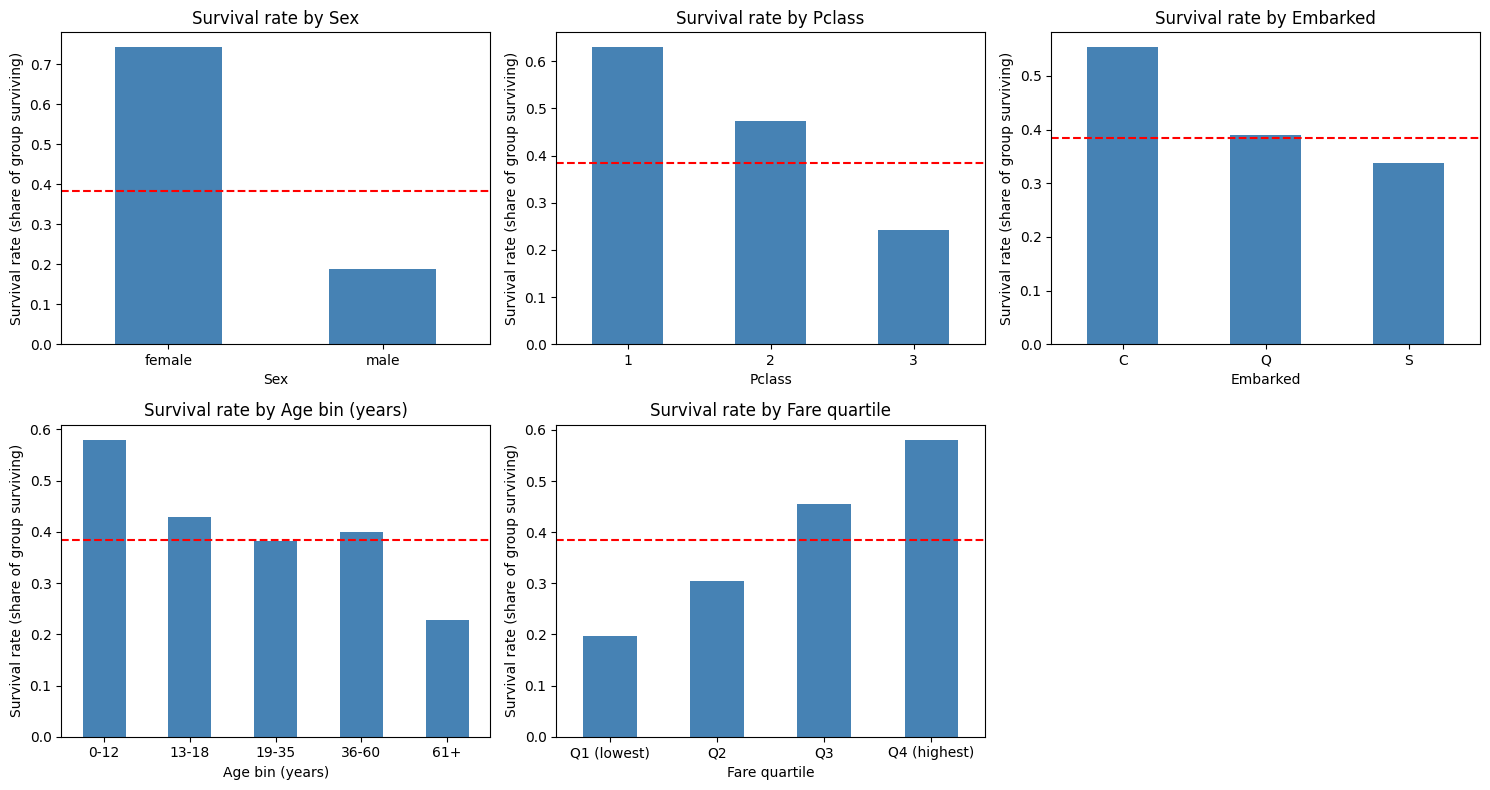 Survival rate by Sex
Survival rate (share of group surviving)
0.7
0.6
0.5
0.4
0.3
0.2
0.1
0.0
female male
Sex
Survival rate by Pclass
Survival rate (share of group surviving)
0.6
0.5
0.4
0.3
0.2
0.1
0.0
1 2 3
Pclass
Survival rate by Embarked
Survival rate (share of group surviving)
0.5
0.4
0.3
0.2
0.1
0.0
C Q S
Embarked
Survival rate by Age bin (years)
Survival rate (share of group surviving)
0.6
0.5
0.4
0.3
0.2
0.1
0.0
0-12 13-18 19-35 36-60 61+
Age bin (years)
Survival rate by Fare quartile
Survival rate (share of group surviving)
0.6
0.5
0.4
0.3
0.2
0.1
0.0
Q1 (lowest) Q2 Q3 Q4 (highest)
Fare quartile